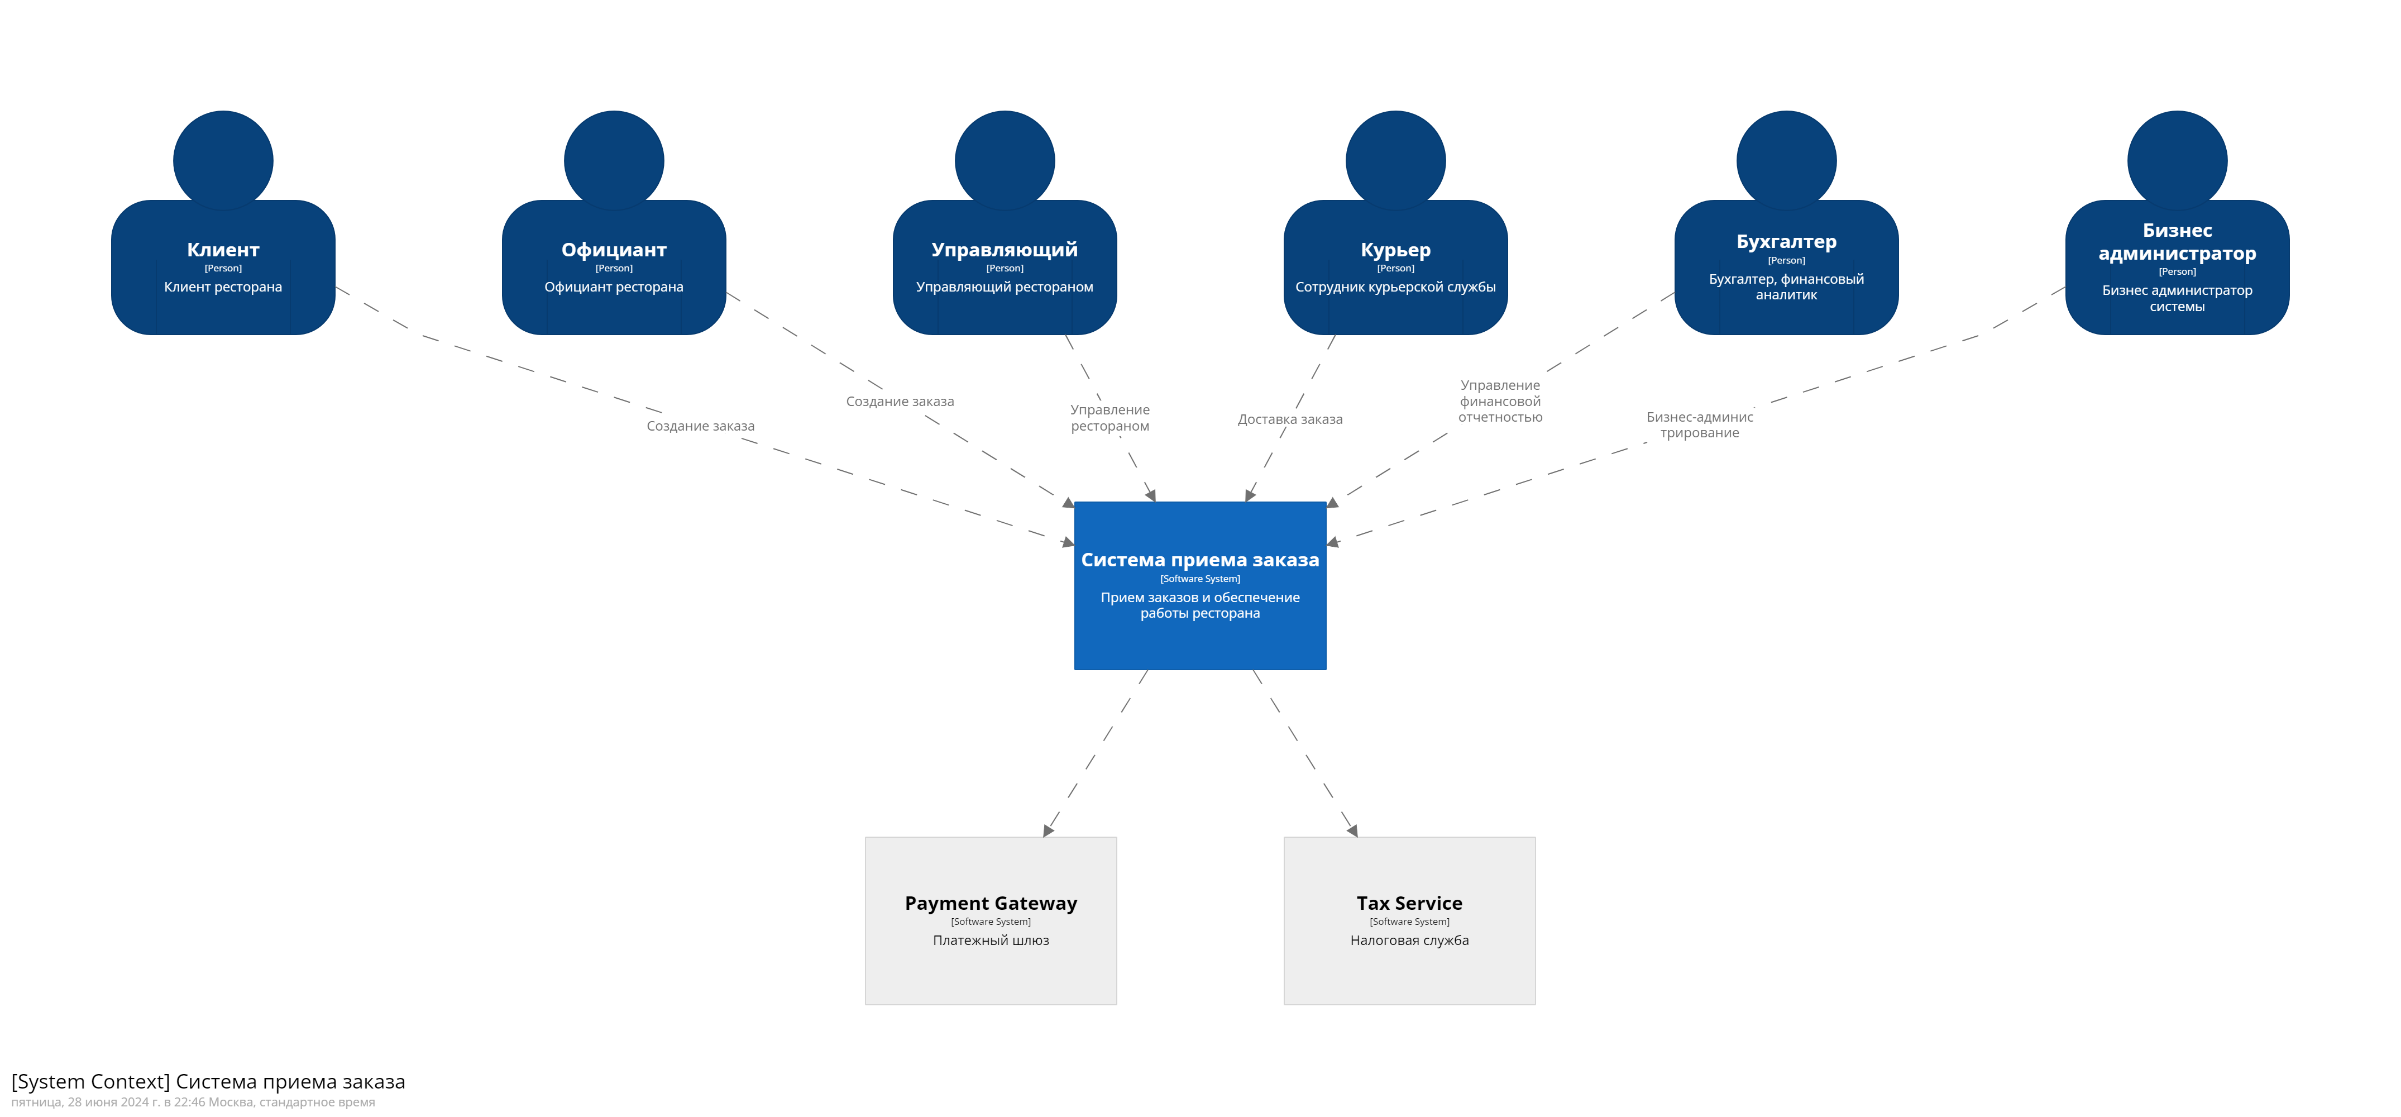 Клиент
[Person]
Клиент ресторана
Официант
[Person]
Официант ресторана
Управляющий
[Person]
Управляющий рестораном
Курьер
[Person]
Сотрудник курьерской службы
Бухгалтер
[Person]
Бухгалтер, финансовый
аналитик
Бизнес
администратор
[Person]
Бизнес администратор
системы
Создание заказа
Создание заказа
Управление
рестораном
Доставка заказа
Управление
финансовой
отчетностью
Бизнес-админис
трирование
Система приема заказа
[Software System]
Прием заказов и обеспечение
работы ресторана
Payment Gateway
[Software System]
Платежный шлюз
Tax Service
[Software System]
Налоговая служба
[System Context] Система приема заказа
пятница, 28 июня 2024 г. в 22:46 Москва, стандартное время